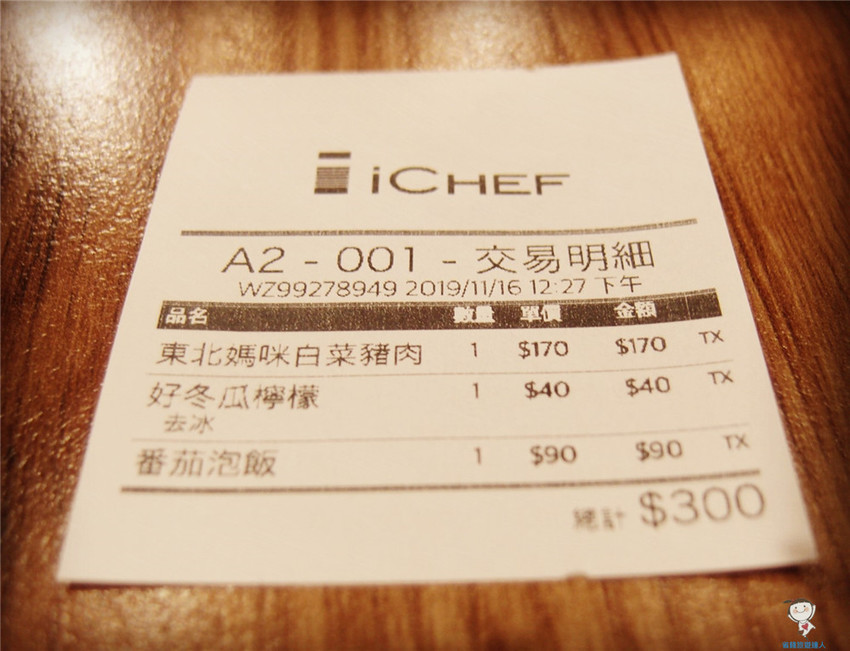 iCHEF
A2 - 001 - 交易明細
WZ99278949 2019/11/16 12:27 下午
品名 數量 單價 金額
東北媽咪白菜豬肉 1 $170 $170 TX
好冬瓜檸檬 1 $40 $40 TX
去冰
番茄泡飯 1 $90 $90 TX
總計 $300